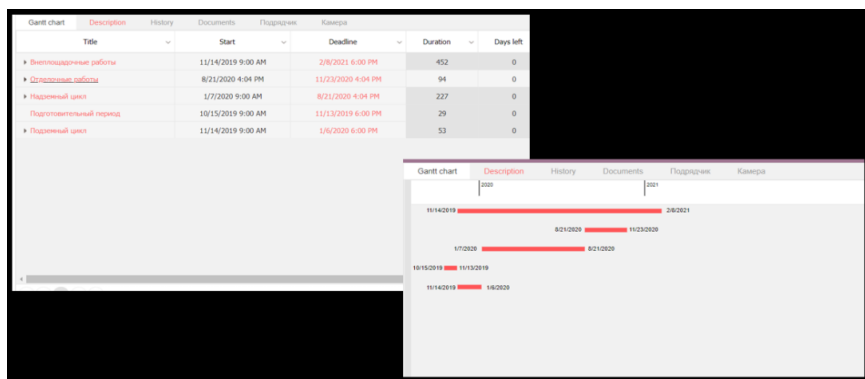 Gantt chart Description History Documents Подрядчик Камера
Title Start Deadline Duration Days left
Внеплощадочные работы 11/14/2019 9:00 AM 2/8/2021 6:00 PM 452 0
Отделочные работы 8/21/2020 4:04 PM 11/23/2020 4:04 PM 94 0
Надземный цикл 1/7/2020 9:00 AM 8/21/2020 4:04 PM 227 0
Подготовительный период 10/15/2019 9:00 AM 11/13/2019 6:00 PM 29 0
Подземный цикл 11/14/2019 9:00 AM 1/6/2020 6:00 PM 53 0
Gantt chart Description History Documents Подрядчик Камера
2020 2021
11/14/2019 2/8/2021
8/21/2020 11/23/2020
1/7/2020 8/21/2020
10/15/2019 11/13/2019
11/14/2019 1/6/2020